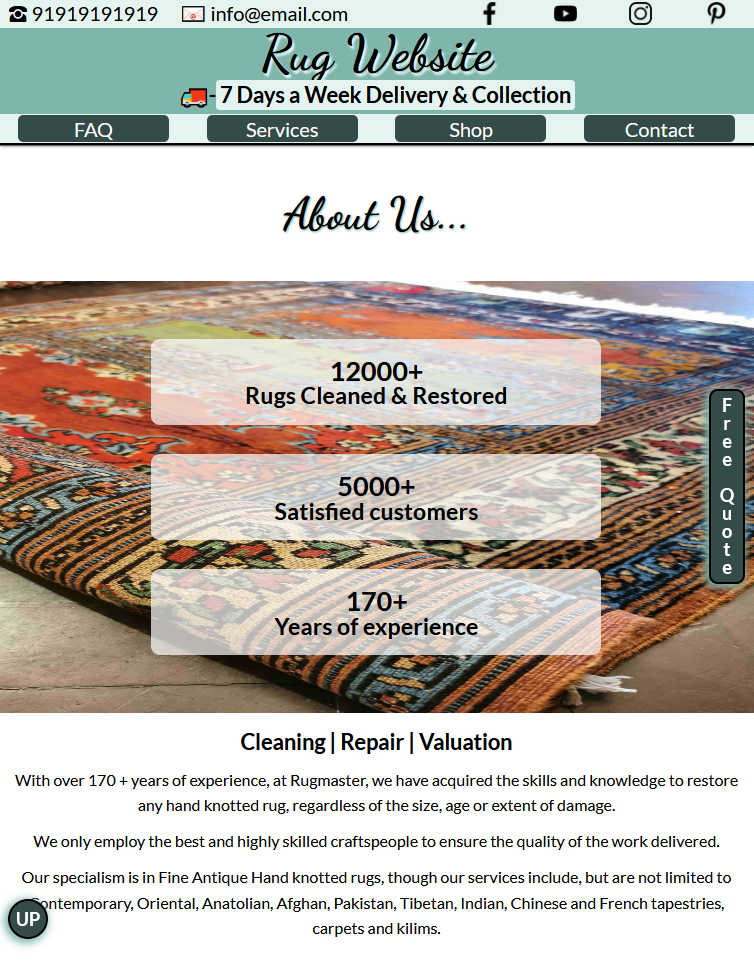 91919191919 info@email.com
Rug Website
-7 Days a Week Delivery & Collection
FAQ Services Shop Contact
About Us...
12000+
Rugs Cleaned & Restored
5000+
Satisfied customers
170+
Years of experience
Free Quote
Cleaning | Repair | Valuation
With over 170 + years of experience, at Rugmaster, we have acquired the skills and knowledge to restore
any hand knotted rug, regardless of the size, age or extent of damage.
We only employ the best and highly skilled craftspeople to ensure the quality of the work delivered.
Our specialism is in Fine Antique Hand knotted rugs, though our services include, but are not limited to
Contemporary, Oriental, Anatolian, Afghan, Pakistan, Tibetan, Indian, Chinese and French tapestries,
carpets and kilims.
UP